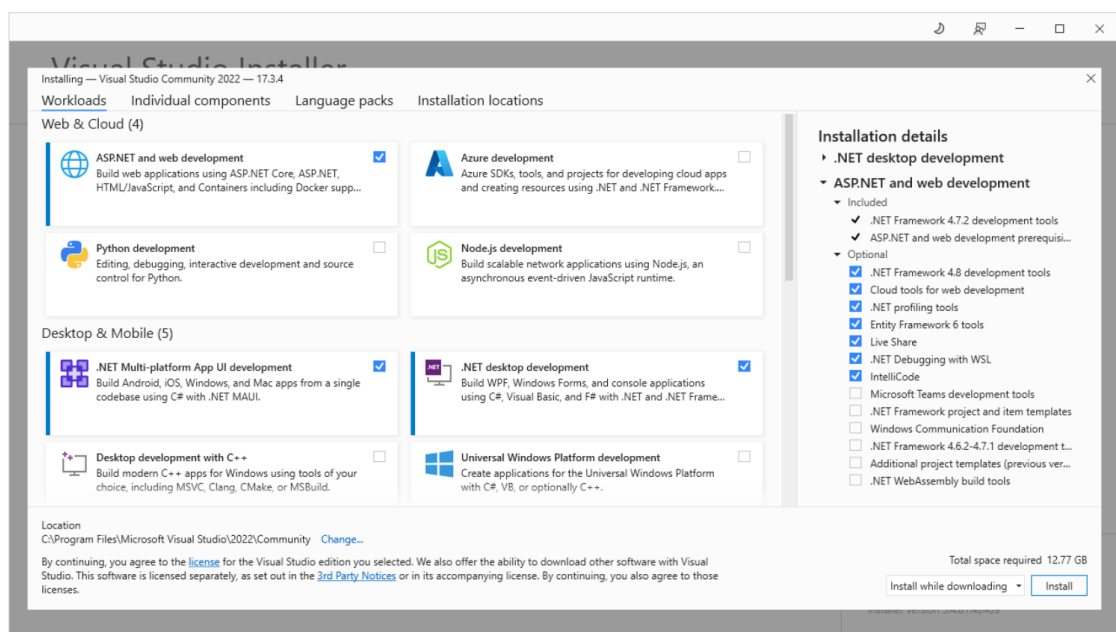 Visual Studio Installer
Installing — Visual Studio Community 2022 — 17.3.4
Workloads Individual components Language packs Installation locations
Web & Cloud (4)
ASP.NET and web development
Build web applications using ASP.NET Core, ASP.NET,
HTML/JavaScript, and Containers including Docker supp...
Azure development
Azure SDKs, tools, and projects for developing cloud apps
and creating resources using .NET and .NET Framework....
Python development
Editing, debugging, interactive development and source
control for Python.
JS
Node.js development
Build scalable network applications using Node.js, an
asynchronous event-driven JavaScript runtime.
Desktop & Mobile (5)
.NET Multi-platform App UI development
Build Android, iOS, Windows, and Mac apps from a single
codebase using C# with .NET MAUI.
.NET
.NET desktop development
Build WPF, Windows Forms, and console applications
using C#, Visual Basic, and F# with .NET and .NET Frame...
Desktop development with C++
Build modern C++ apps for Windows using tools of your
choice, including MSVC, Clang, CMake, or MSBuild.
Universal Windows Platform development
Create applications for the Universal Windows Platform
with C#, VB, or optionally C++.
Installation details
.NET desktop development
ASP.NET and web development
Included
.NET Framework 4.7.2 development tools
ASP.NET and web development prerequisi...
Optional
.NET Framework 4.8 development tools
Cloud tools for web development
.NET profiling tools
Entity Framework 6 tools
Live Share
.NET Debugging with WSL
IntelliCode
Microsoft Teams development tools
.NET Framework project and item templates
Windows Communication Foundation
.NET Framework 4.6.2-4.7.1 development t...
Additional project templates (previous ver...
.NET WebAssembly build tools
Location
C:\Program Files\Microsoft Visual Studio\2022\Community Change...
By continuing, you agree to the license for the Visual Studio edition you selected. We also offer the ability to download other software with Visual
Studio. This software is licensed separately, as set out in the 3rd Party Notices or in its accompanying license. By continuing, you also agree to those
licenses.
Total space required 12.77 GB
Install while downloading Install